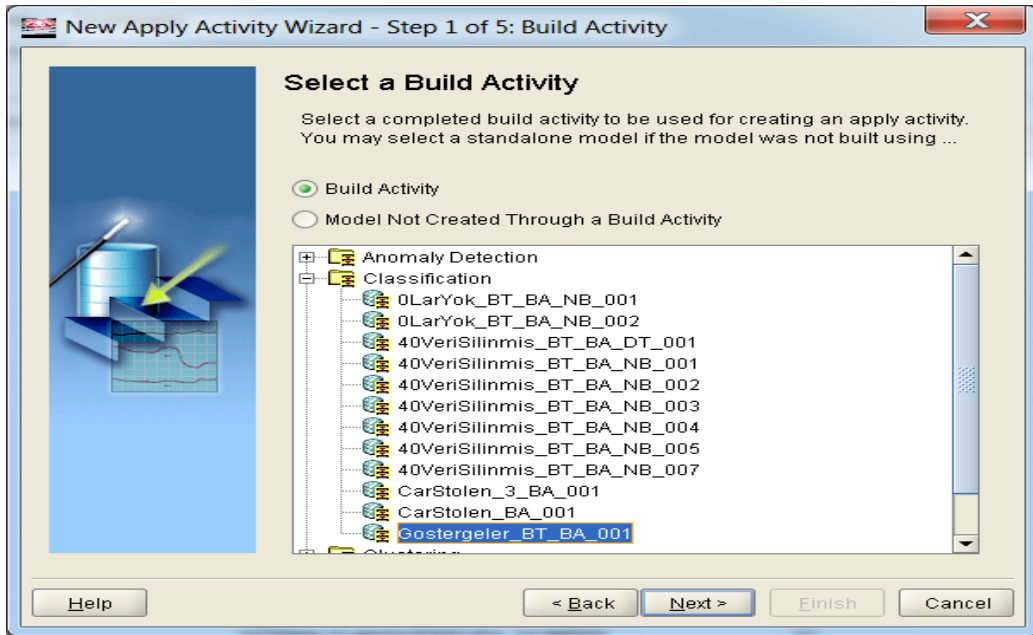 New Apply Activity Wizard - Step 1 of 5: Build Activity
Select a Build Activity
Select a completed build activity to be used for creating an apply activity.
You may select a standalone model if the model was not built using ...
Build Activity
Model Not Created Through a Build Activity
Anomaly Detection
Classification
0LarYok_BT_BA_NB_001
0LarYok_BT_BA_NB_002
40VeriSilinmis_BT_BA_DT_001
40VeriSilinmis_BT_BA_NB_001
40VeriSilinmis_BT_BA_NB_002
40VeriSilinmis_BT_BA_NB_003
40VeriSilinmis_BT_BA_NB_004
40VeriSilinmis_BT_BA_NB_005
40VeriSilinmis_BT_BA_NB_007
CarStolen_3_BA_001
CarStolen_BA_001
Gostergeler_BT_BA_001
Clustering
Help < Back Next > Finish Cancel